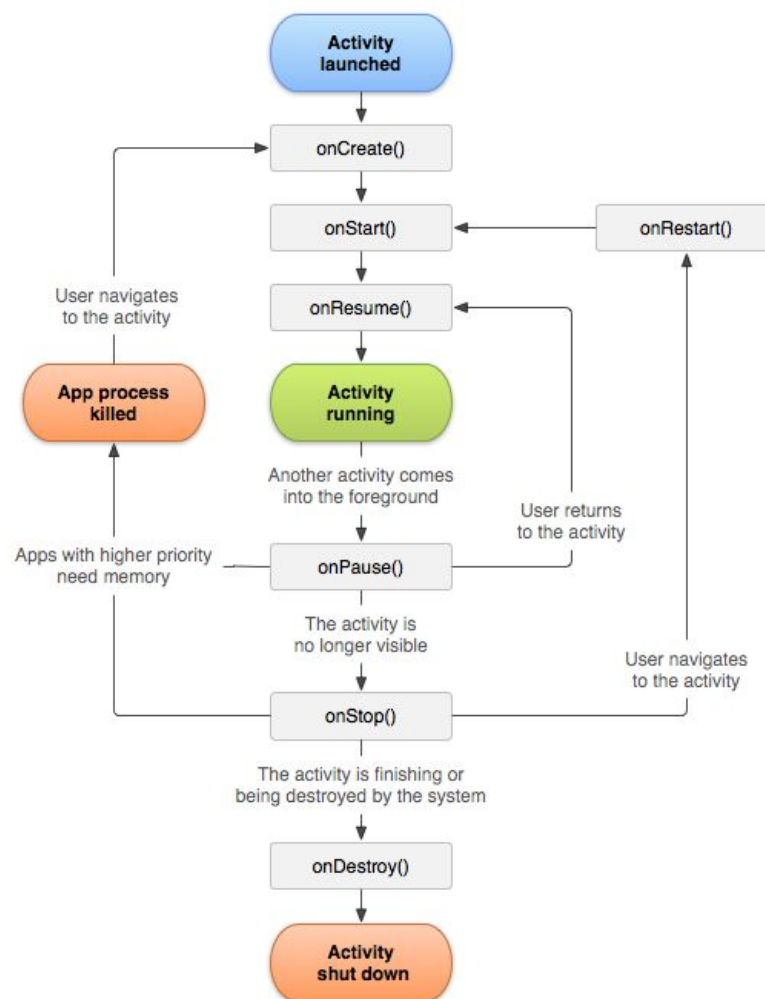 Activity
launched
onCreate()
onStart()
onRestart()
User navigates
to the activity
onResume()
App process
killed
Activity
running
Another activity comes
into the foreground
User returns
to the activity
Apps with higher priority
need memory
onPause()
The activity is
no longer visible
User navigates
to the activity
onStop()
The activity is finishing or
being destroyed by the system
onDestroy()
Activity
shut down